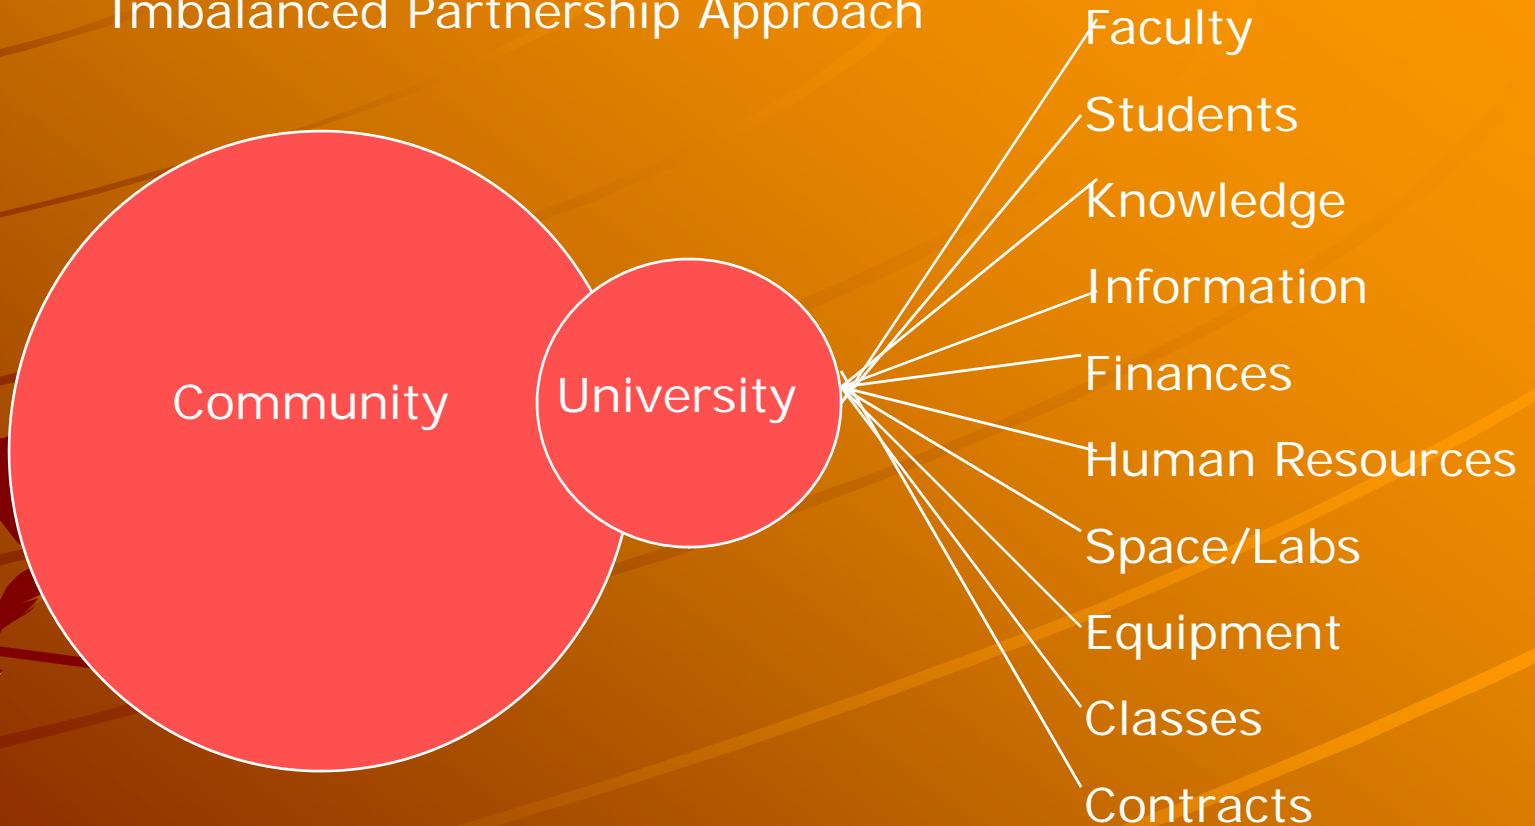 Imbalanced Partnership Approach
Community
University
Faculty
Students
Knowledge
Information
Finances
Human Resources
Space/Labs
Equipment
Classes
Contracts